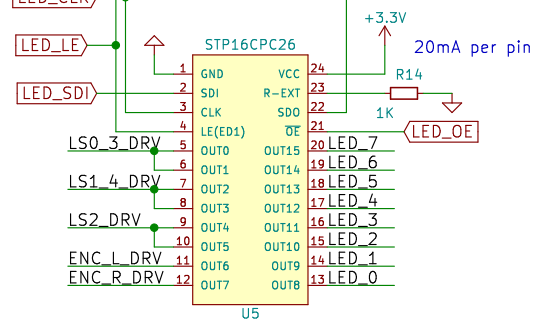 LED_CLK
+3.3V
LED_LE
STP16CPC26
20mA per pin
1 GND VCC 24
R14
LED_SDI
2 SDI R-EXT 23
1K
3 CLK SDO 22
4 LE(ED1) OE 21
LED_OE
LS0_3_DRV 5 OUT0 OUT15 20 LED_7
6 OUT1 OUT14 19 LED_6
LS1_4_DRV 7 OUT2 OUT13 18 LED_5
8 OUT3 OUT12 17 LED_4
LS2_DRV 9 OUT4 OUT11 16 LED_3
10 OUT5 OUT10 15 LED_2
ENC_L_DRV 11 OUT6 OUT9 14 LED_1
ENC_R_DRV 12 OUT7 OUT8 13 LED_0
U5